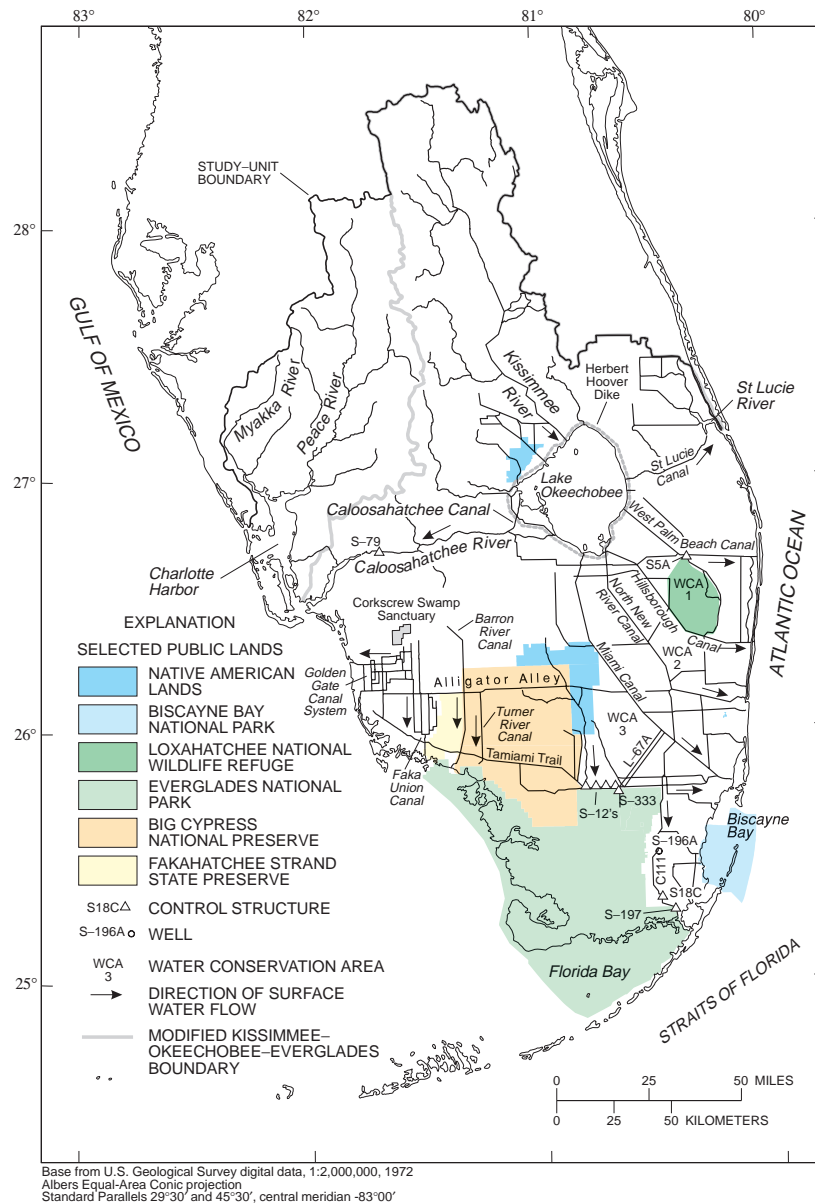 83°
82°
81°
80°
STUDY–UNIT
BOUNDARY
28°
GULF OF MEXICO
Myakka River
Peace River
Kissimmee
River
Herbert
Hoover
Dike
St Lucie
River
27°
Lake
Okeechobee
St Lucie
Canal
Caloosahatchee Canal
West Palm Beach Canal
S–79
Caloosahatchee River
S5A
WCA
1
Hillsborough
Canal
North New
River Canal
Charlotte
Harbor
ATLANTIC OCEAN
Corkscrew Swamp
Sanctuary
Barron
River
Canal
Miami Canal
WCA
2
Golden
Gate
Canal
System
Alligator Alley
26°
Turner
River
Canal
WCA
3
L–67A
Tamiami Trail
Faka
Union
Canal
S–12's
S–333
Biscayne
Bay
S–196A
C111
S18C
S–197
25°
Florida Bay
STRAITS OF FLORIDA
EXPLANATION
SELECTED PUBLIC LANDS
NATIVE AMERICAN
LANDS
BISCAYNE BAY
NATIONAL PARK
LOXAHATCHEE NATIONAL
WILDLIFE REFUGE
EVERGLADES NATIONAL
PARK
BIG CYPRESS
NATIONAL PRESERVE
FAKAHATCHEE STRAND
STATE PRESERVE
S18C CONTROL STRUCTURE
S–196A WELL
WCA
3
WATER CONSERVATION AREA
DIRECTION OF SURFACE
WATER FLOW
MODIFIED KISSIMMEE–
OKEECHOBEE–EVERGLADES
BOUNDARY
0 25 50 MILES
0 25 50 KILOMETERS
Base from U.S. Geological Survey digital data, 1:2,000,000, 1972
Albers Equal-Area Conic projection
Standard Parallels 29°30′ and 45°30′, central meridian -83°00′